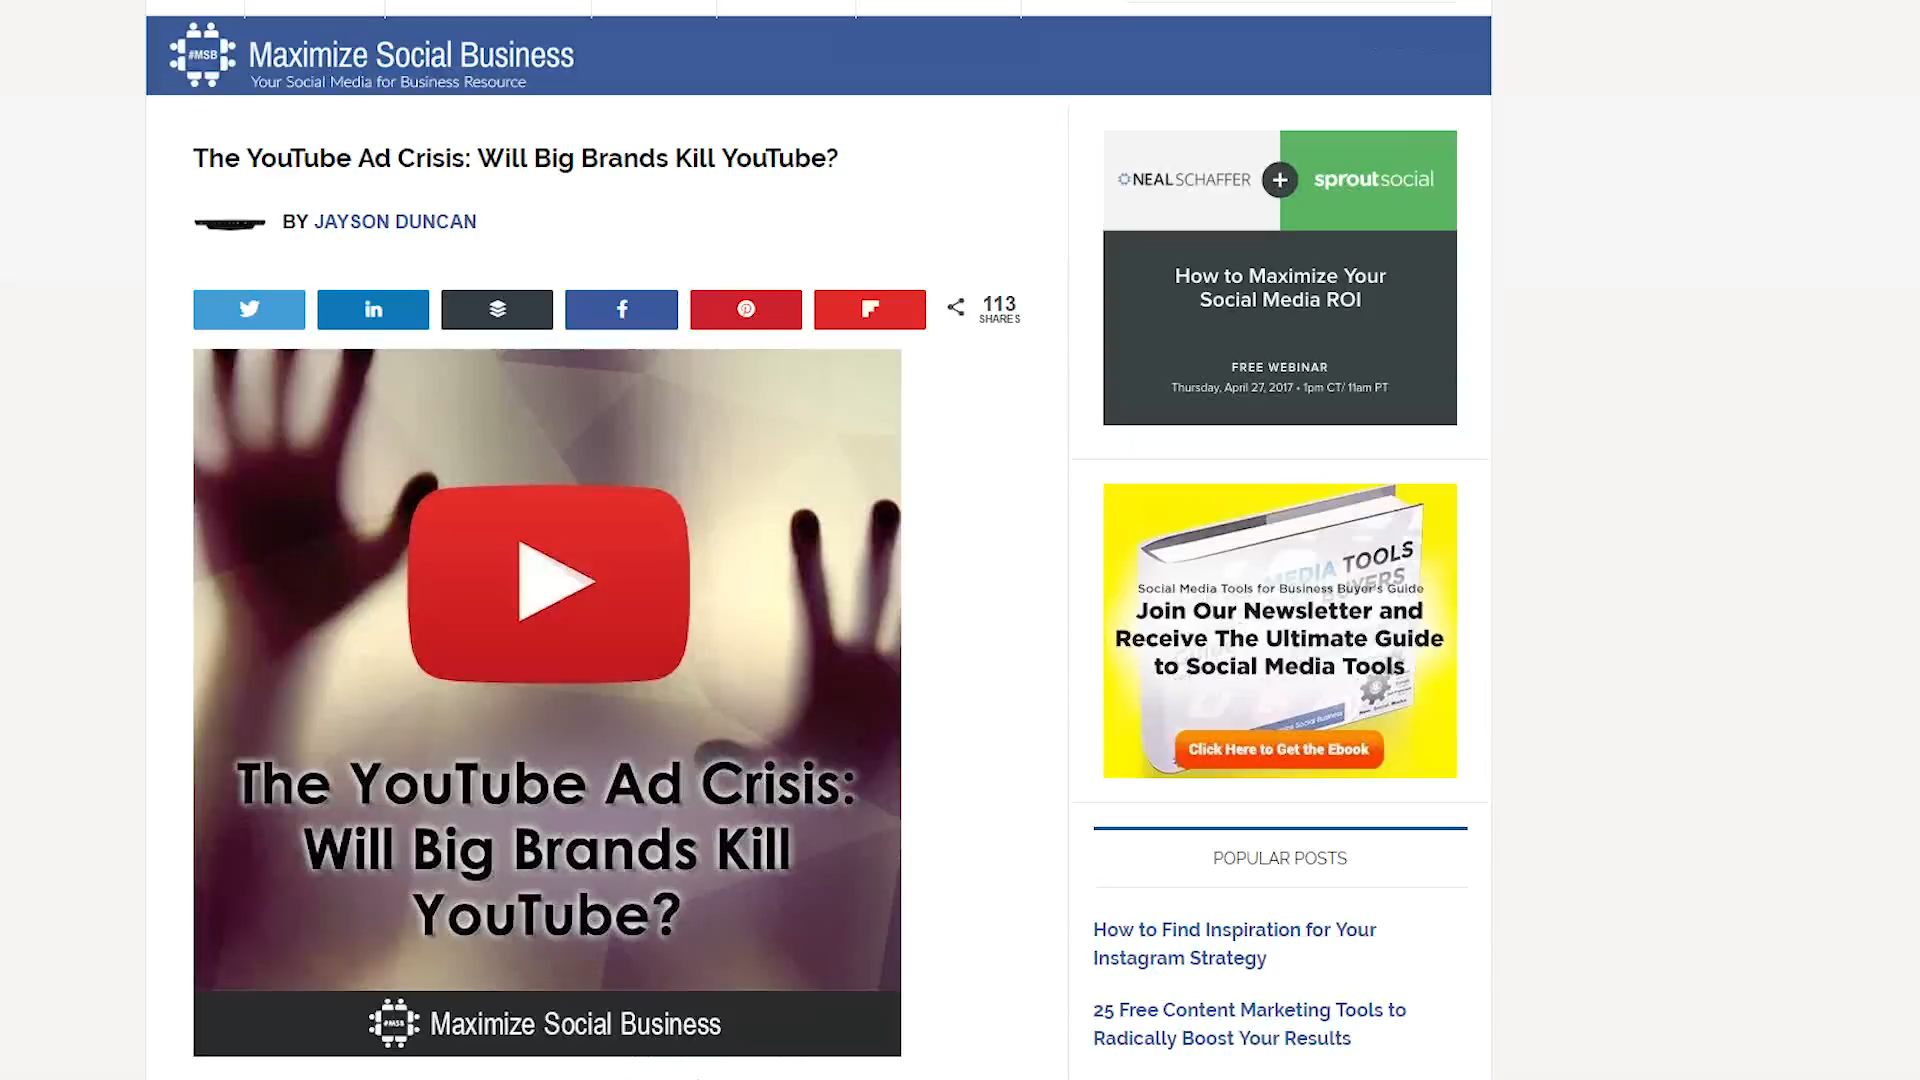 #MSB
Maximize Social Business
Your Social Media for Business Resource
The YouTube Ad Crisis: Will Big Brands Kill YouTube?
BY JAYSON DUNCAN
113
SHARES
The YouTube Ad Crisis:
Will Big Brands Kill
YouTube?
#MSB
Maximize Social Business
NEALSCHAFFER + sproutsocial
How to Maximize Your
Social Media ROI
FREE WEBINAR
Thursday, April 27, 2017 • 1pm CT/ 11am PT
MEDIA TOOLS
BUYERS
Social Media Tools for Business Buyer's Guide
Join Our Newsletter and
Receive The Ultimate Guide
to Social Media Tools
Click Here to Get the Ebook
POPULAR POSTS
How to Find Inspiration for Your
Instagram Strategy
25 Free Content Marketing Tools to
Radically Boost Your Results